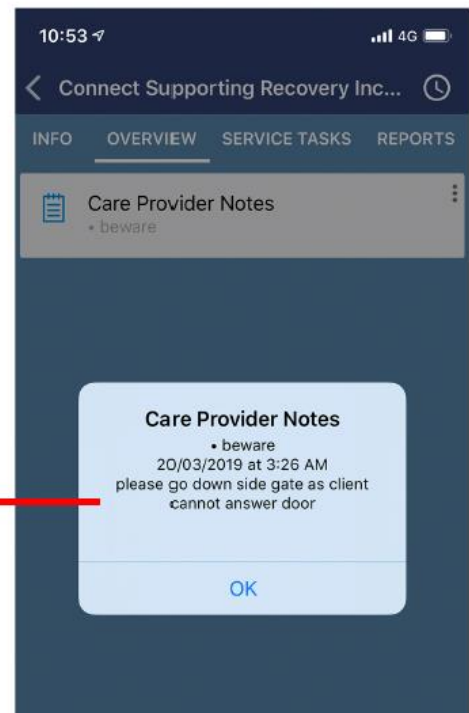 10:53
4G
Connect Supporting Recovery Inc...
INFO OVERVIEW SERVICE TASKS REPORTS
Care Provider Notes
• beware
Care Provider Notes
• beware
20/03/2019 at 3:26 AM
please go down side gate as client
cannot answer door
OK